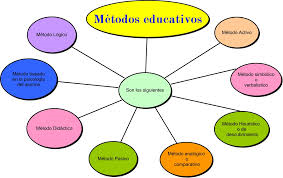 Métodos educativos
Método Lógico
Método Activo
Método basado
en la psicología
del alumno
Son los siguientes
Método simbólico
o
verbalístico
Método Didáctico
Método Heurístico
o de
descubrimiento
Método Pasivo
Método analógico
o
comparativo